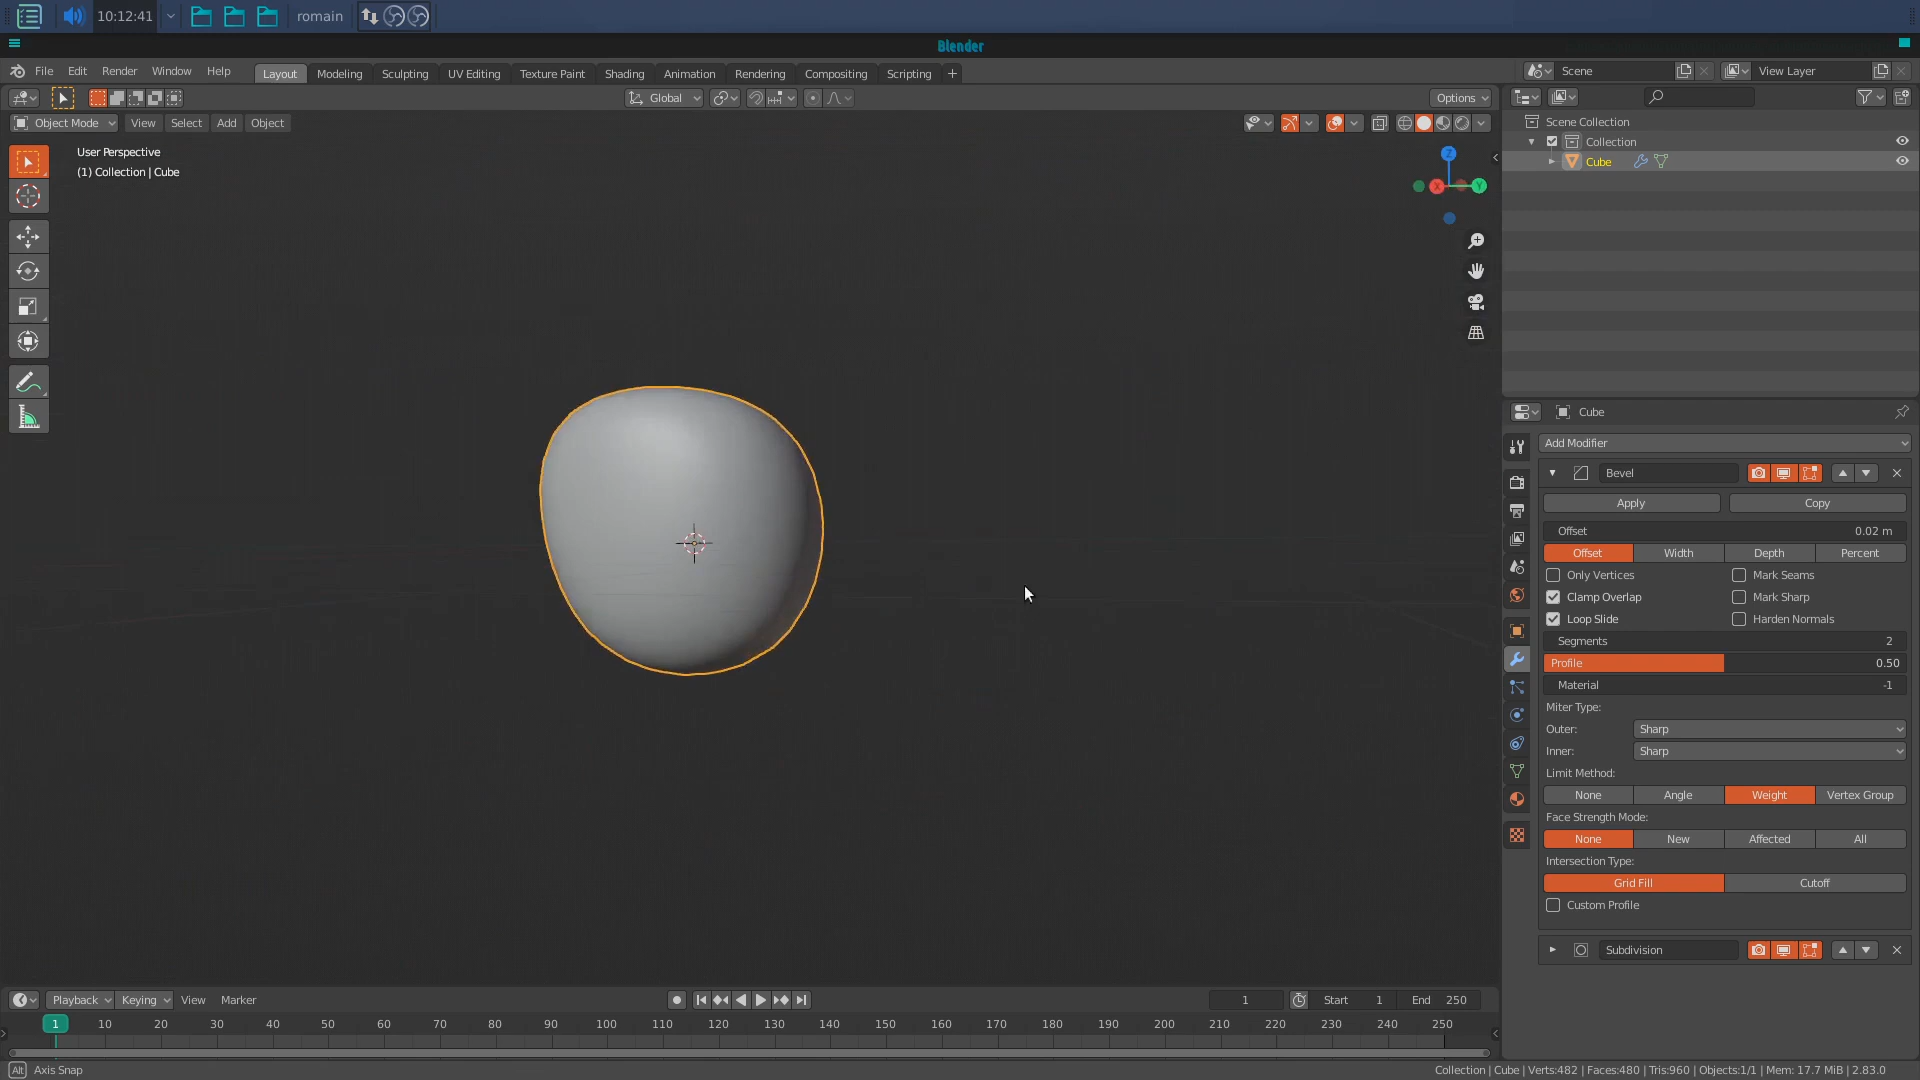 10:12:41 romain
Blender
File Edit Render Window Help Layout Modeling Sculpting UV Editing Texture Paint Shading Animation Rendering Compositing Scripting + Scene View Layer
Global Options
Object Mode View Select Add Object
User Perspective
(1) Collection | Cube
Z
X Y
Scene Collection
Collection
Cube
Cube
Add Modifier
Bevel
Apply Copy
Offset 0.02 m
Offset Width Depth Percent
Only Vertices Mark Seams
Clamp Overlap Mark Sharp
Loop Slide Harden Normals
Segments 2
Profile 0.50
Material -1
Miter Type:
Outer: Sharp
Inner: Sharp
Limit Method:
None Angle Weight Vertex Group
Face Strength Mode:
None New Affected All
Intersection Type:
Grid Fill Cutoff
Custom Profile
Subdivision
Playback Keying View Marker 1 Start 1 End 250
1 10 20 30 40 50 60 70 80 90 100 110 120 130 140 150 160 170 180 190 200 210 220 230 240 250
Alt Axis Snap Collection | Cube | Verts:482 | Faces:480 | Tris:960 | Objects:1/1 | Mem: 17.7 MiB | 2.83.0